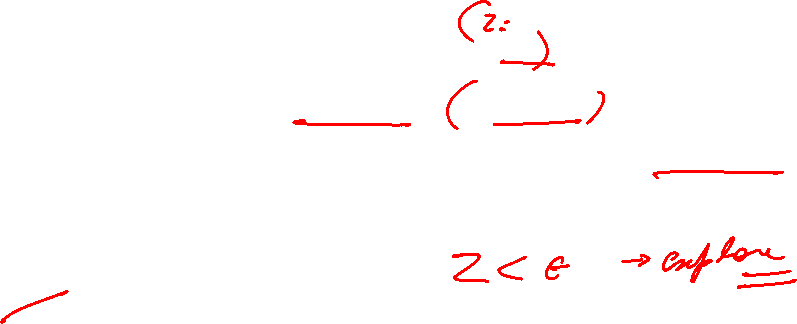 (2:
)
( )
Z < ε → explore